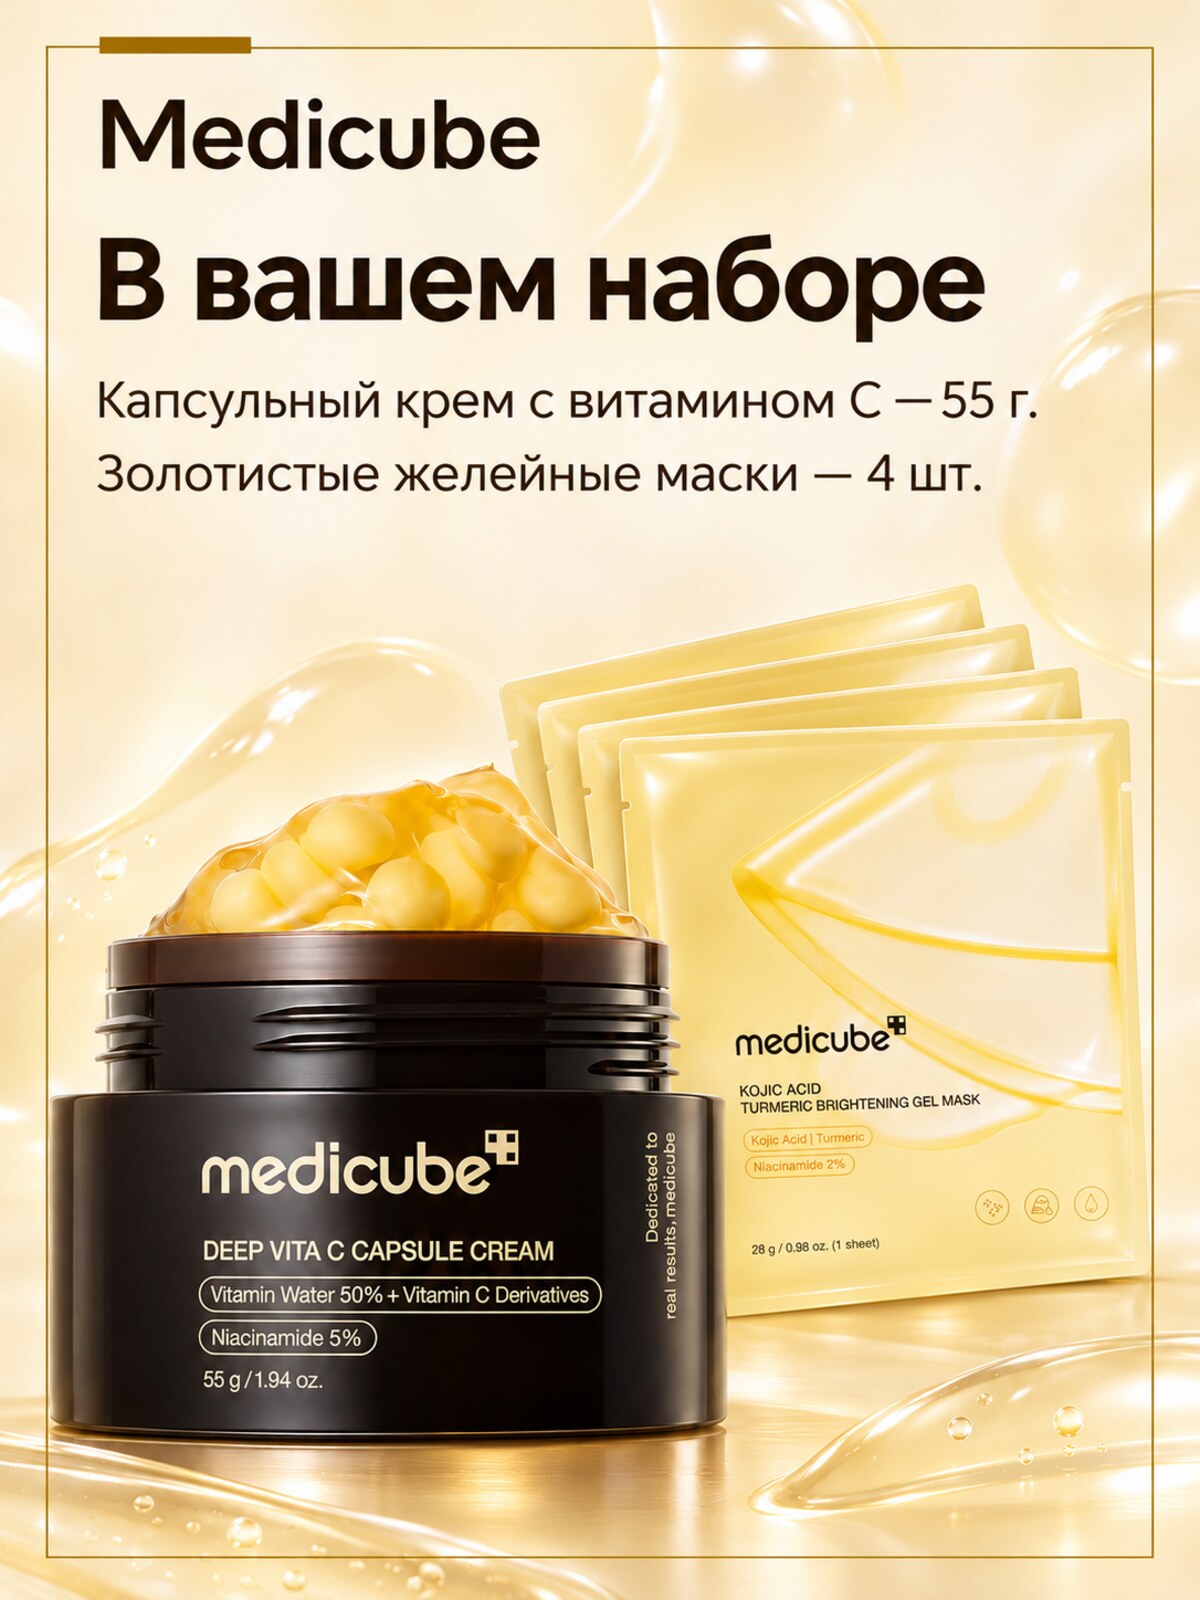 Medicube
В вашем наборе
Капсульный крем с витамином С — 55 г.
Золотистые желейные маски — 4 шт.
medicube
KOJIC ACID
TURMERIC BRIGHTENING GEL MASK
Kojic Acid | Turmeric
Niacinamide 2%
28 g / 0.98 oz. (1 sheet)
medicube
DEEP VITA C CAPSULE CREAM
Vitamin Water 50% + Vitamin C Derivatives
Niacinamide 5%
55 g / 1.94 oz.
Dedicated to
real results, medicube